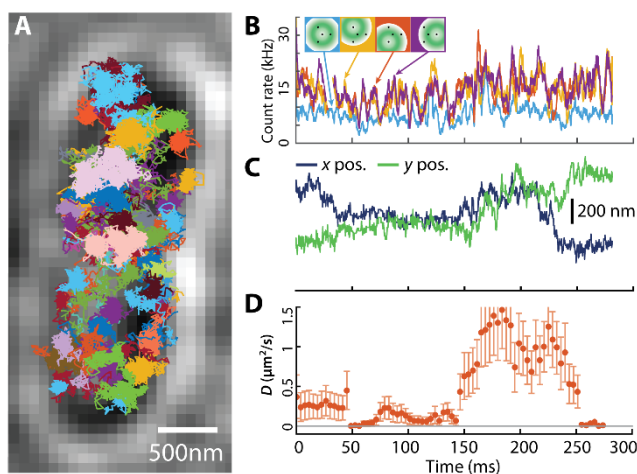 A
500nm
B
Count rate (kHz)
30
15
0
C
x pos.
y pos.
200 nm
D
D (μm²/s)
1.5
1
0.5
0
0
50
100
150
200
250
300
Time (ms)